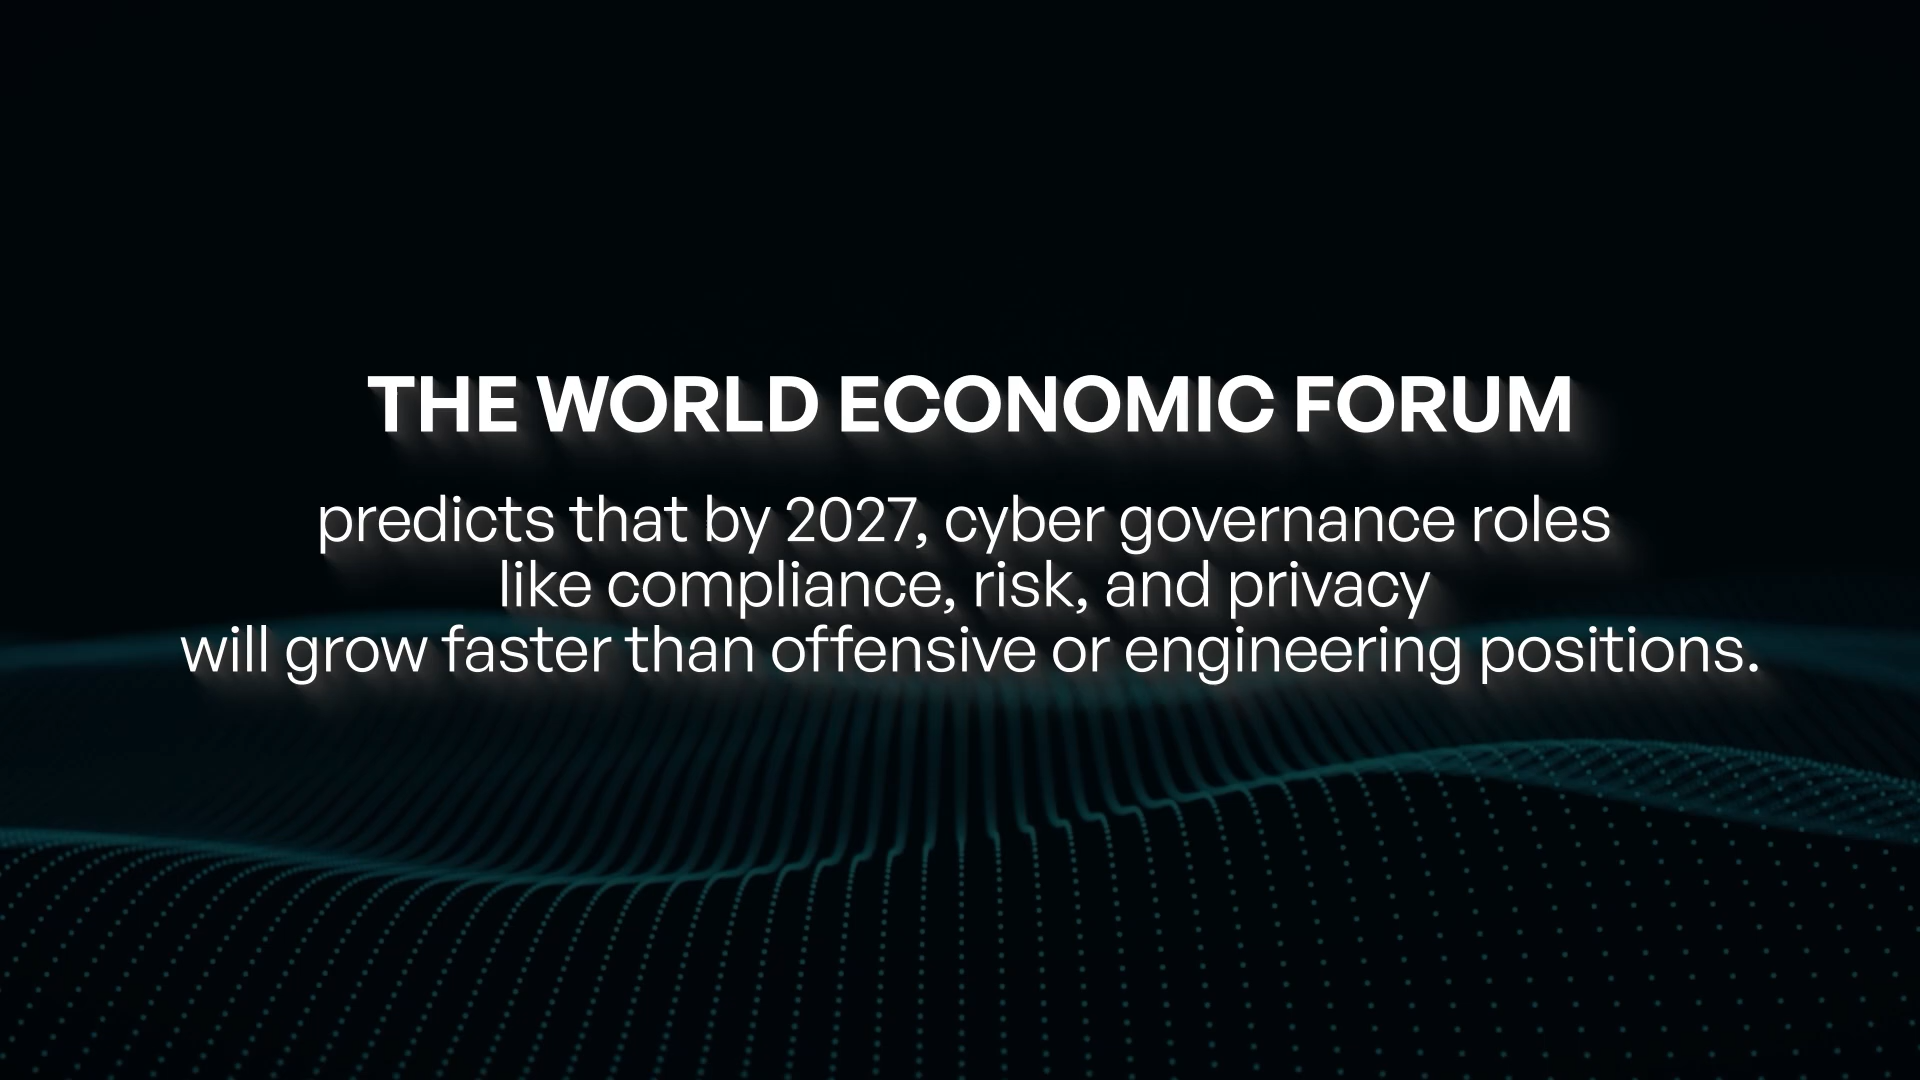 THE WORLD ECONOMIC FORUM
predicts that by 2027, cyber governance roles
like compliance, risk, and privacy
will grow faster than offensive or engineering positions.